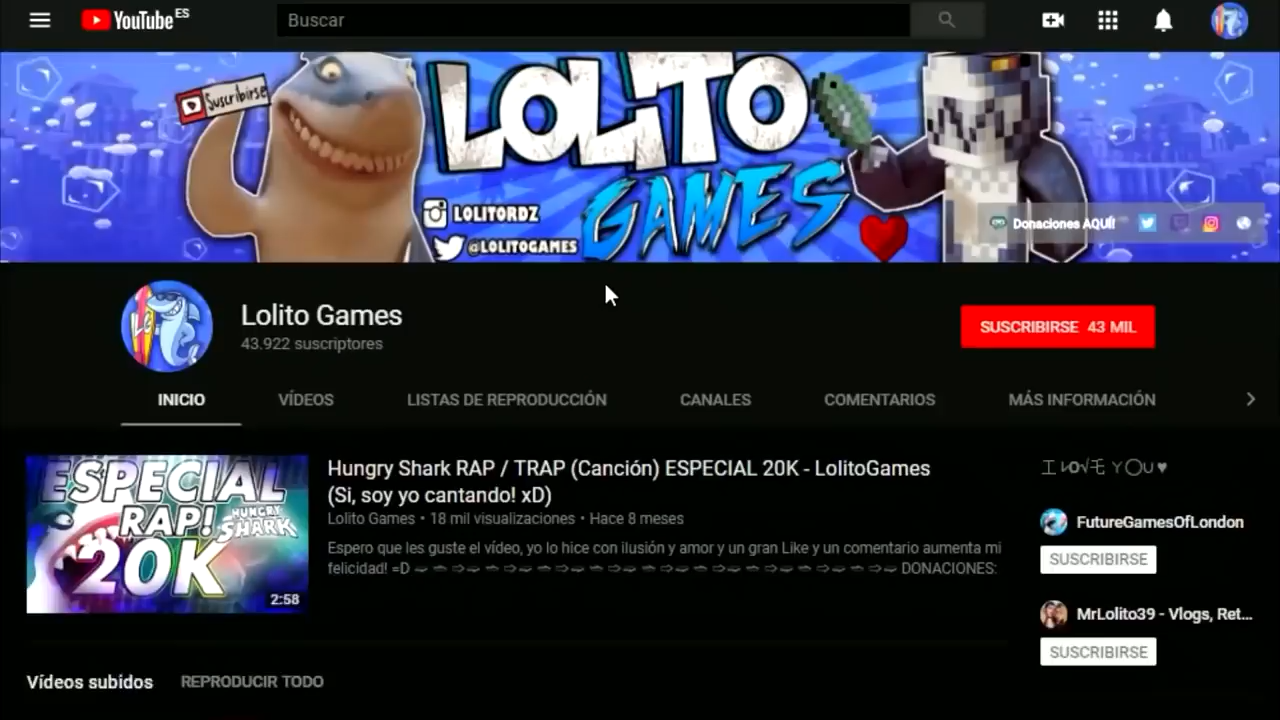 YouTube ES
Buscar
Suscribirse
LOLITO
GAMES
LOLITORDZ
@LOLITOGAMES
Donaciones AQUÍ!
Lolito Games
43.922 suscriptores
SUSCRIBIRSE 43 MIL
INICIO
VÍDEOS
LISTAS DE REPRODUCCIÓN
CANALES
COMENTARIOS
MÁS INFORMACIÓN
ESPECIAL
RAP!
HUNGRY
SHARK
20K
2:58
Hungry Shark RAP / TRAP (Canción) ESPECIAL 20K - LolitoGames
(Si, soy yo cantando! xD)
Lolito Games • 18 mil visualizaciones • Hace 8 meses
Espero que les guste el vídeo, yo lo hice con ilusión y amor y un gran Like y un comentario aumenta mi
felicidad! =D DONACIONES:
FutureGamesOfLondon
SUSCRIBIRSE
MrLolito39 - Vlogs, Ret...
SUSCRIBIRSE
Vídeos subidos
REPRODUCIR TODO